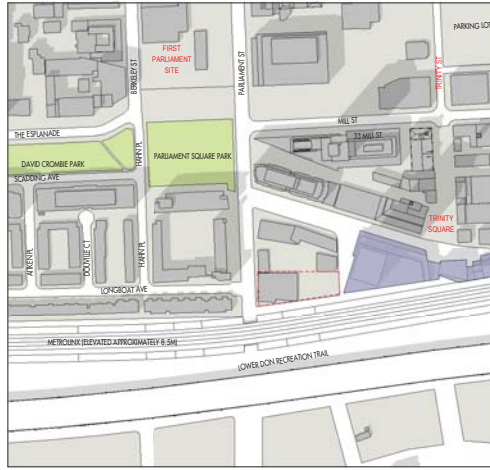 PARKING LOT
FIRST
PARLIAMENT
SITE
BERKELEY ST
PARLIAMENT ST
TRINITY ST
MILL ST
THE ESPLANADE
33 MILL ST
HAHN PL
PARLIAMENT SQUARE PARK
DAVID CROMBIE PARK
SCADDING AVE
TRINITY
SQUARE
AITKEN PL
DOUVILLE CT
HAHN PL
LONGBOAT AVE
METROLINX (ELEVATED APPROXIMATELY 8.5M)
LOWER DON RECREATION TRAIL